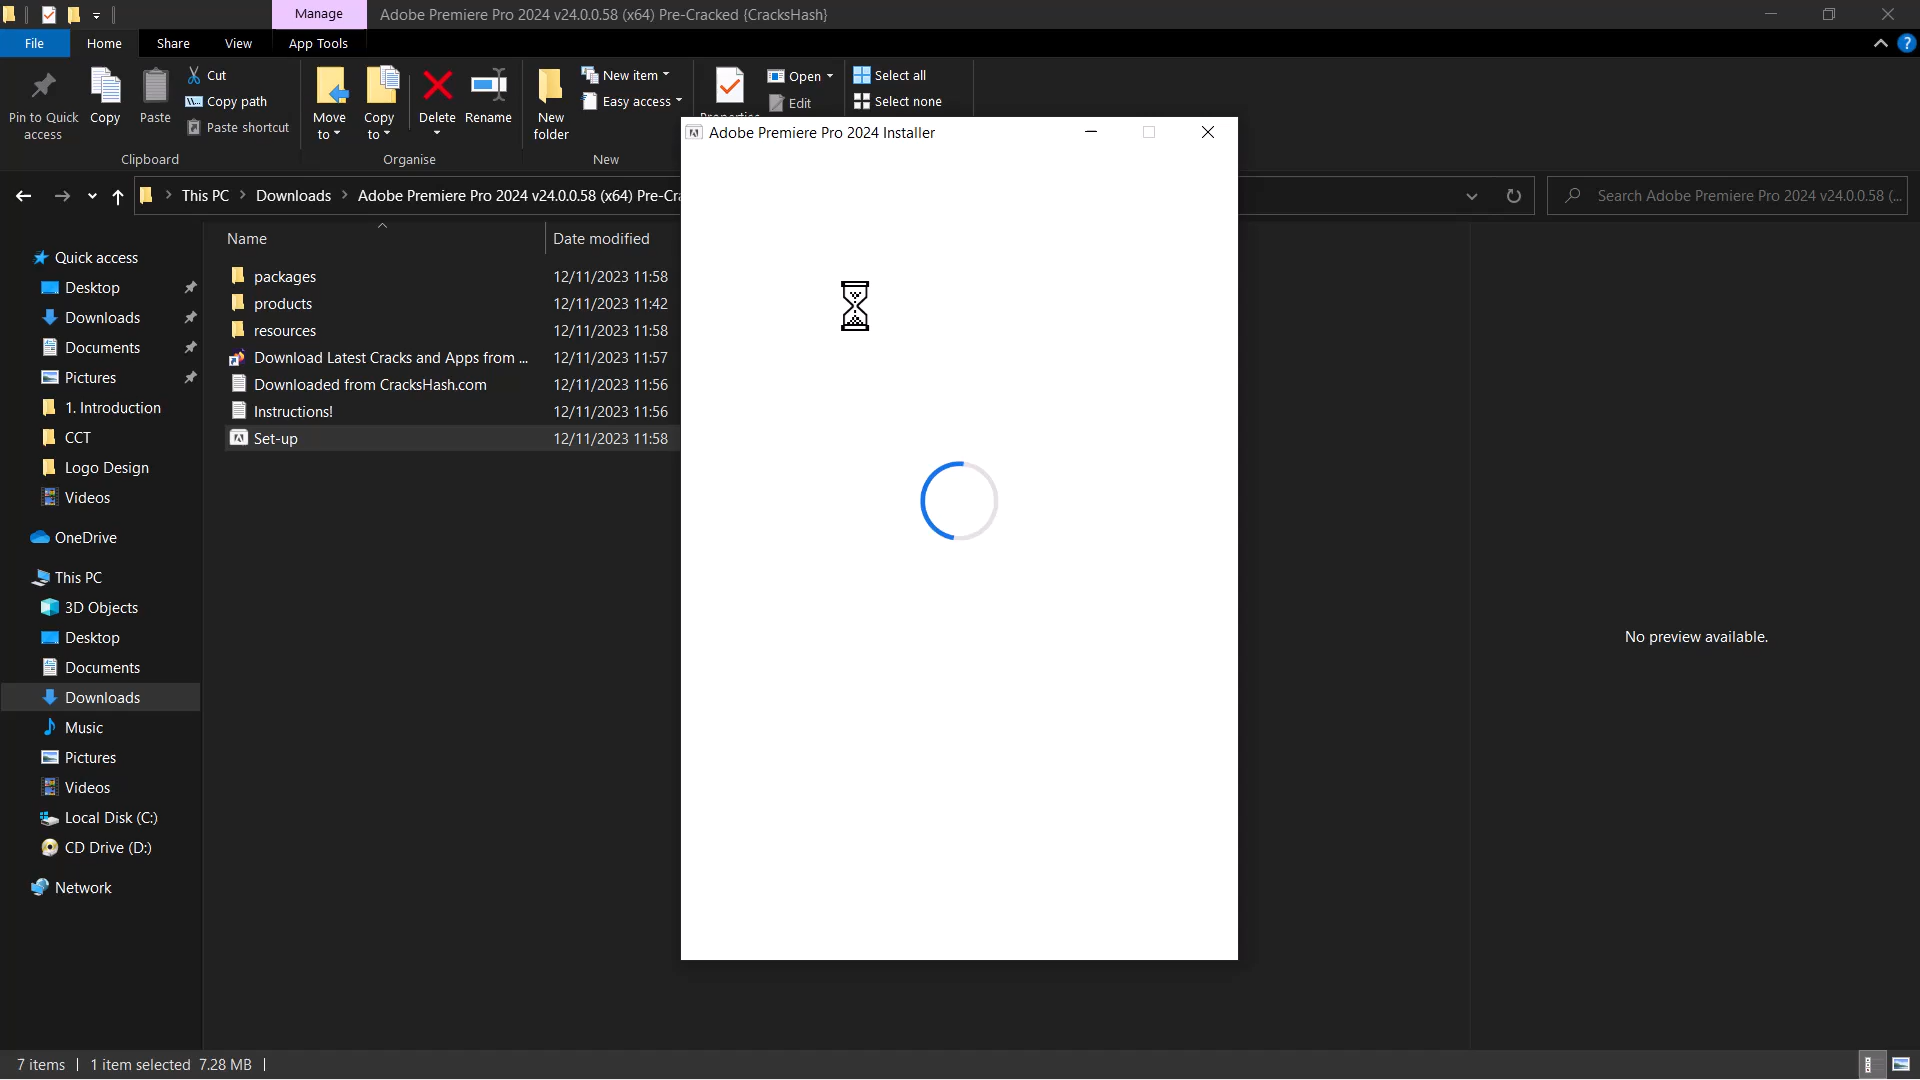 Manage
Adobe Premiere Pro 2024 v24.0.0.58 (x64) Pre-Cracked {CracksHash}
File
Home
Share
View
App Tools
Pin to Quick access
Copy
Paste
Cut
Copy path
Paste shortcut
Clipboard
Move to
Copy to
Delete
Rename
Organise
New folder
New item
Easy access
New
Open
Edit
Select all
Select none
This PC
Downloads
Adobe Premiere Pro 2024 v24.0.0.58 (x64) Pre-Cra
Search Adobe Premiere Pro 2024 v24.0.0.58 (...
Adobe Premiere Pro 2024 Installer
Name
Date modified
packages 12/11/2023 11:58
products 12/11/2023 11:42
resources 12/11/2023 11:58
Download Latest Cracks and Apps from ... 12/11/2023 11:57
Downloaded from CracksHash.com 12/11/2023 11:56
Instructions! 12/11/2023 11:56
Set-up 12/11/2023 11:58
Quick access
Desktop
Downloads
Documents
Pictures
1. Introduction
CCT
Logo Design
Videos
OneDrive
This PC
3D Objects
Desktop
Documents
Downloads
Music
Pictures
Videos
Local Disk (C:)
CD Drive (D:)
Network
No preview available.
7 items
1 item selected 7.28 MB